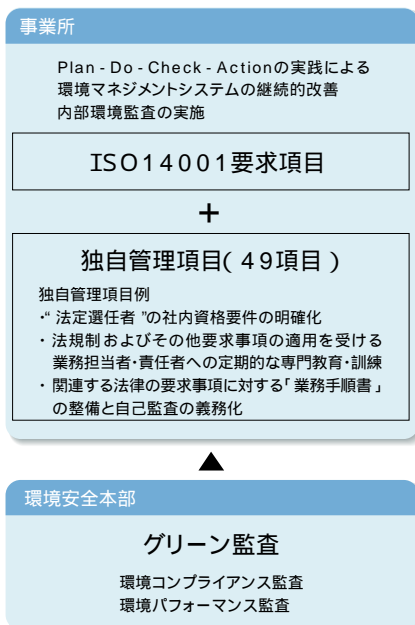 事業所
Plan - Do - Check - Actionの実践による
環境マネジメントシステムの継続的改善
内部環境監査の実施
ISO14001要求項目
+
独自管理項目(49項目)
独自管理項目例
・“法定選任者”の社内資格要件の明確化
・法規制およびその他要求事項の適用を受ける
業務担当者・責任者への定期的な専門教育・訓練
・関連する法律の要求事項に対する「業務手順書」
の整備と自己監査の義務化
環境安全本部
グリーン監査
環境コンプライアンス監査
環境パフォーマンス監査